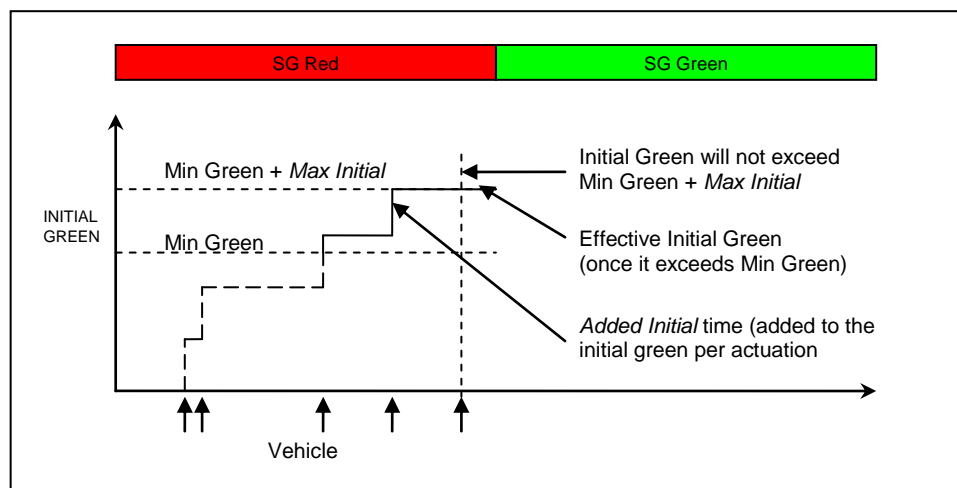 SG Red
SG Green
Min Green + Max Initial
Initial Green will not exceed
Min Green + Max Initial
INITIAL
GREEN
Min Green
Effective Initial Green
(once it exceeds Min Green)
Added Initial time (added to the
initial green per actuation
Vehicle